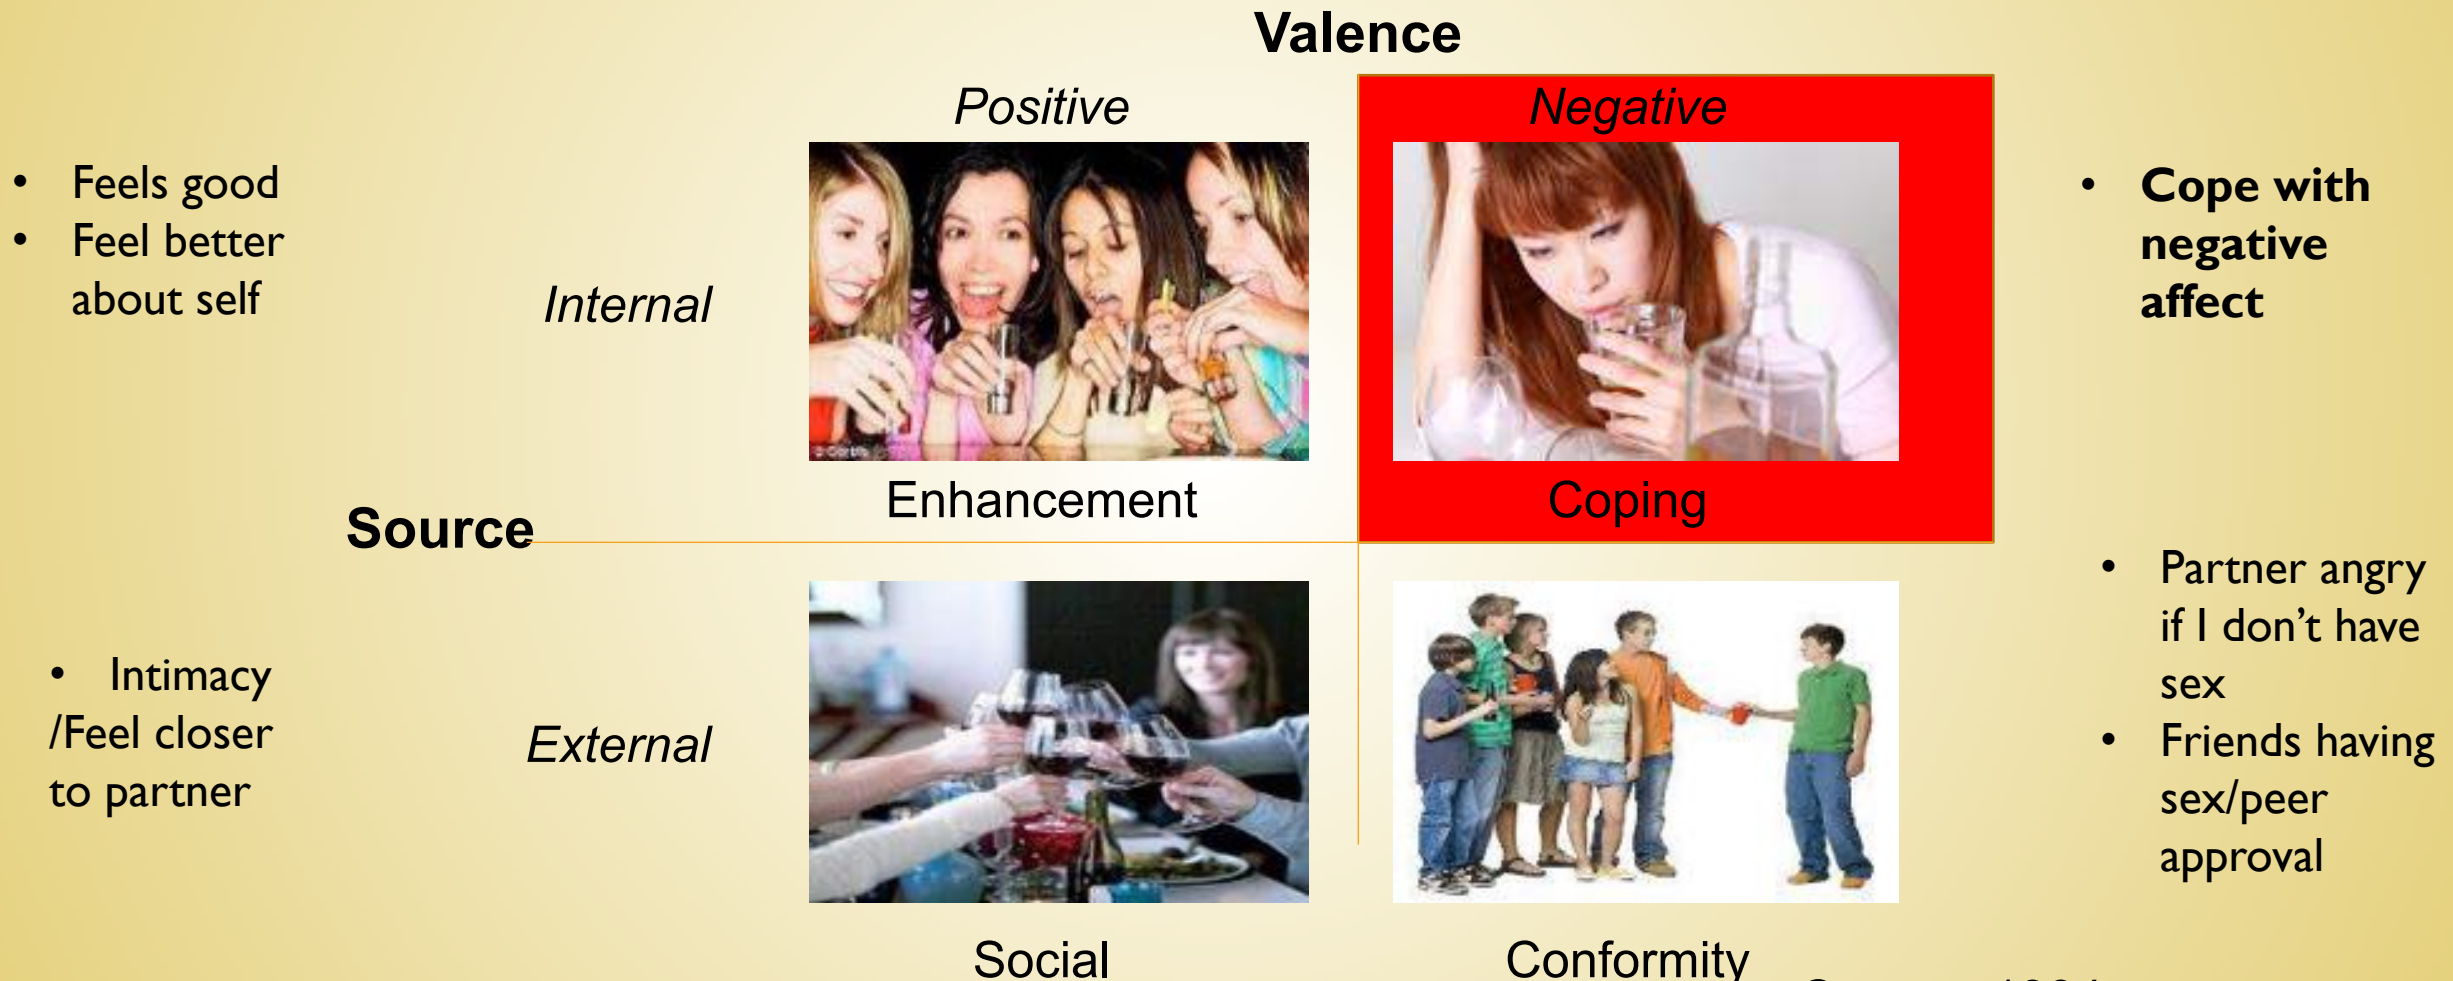 Valence
Positive
Negative
• Feels good
• Feel better
about self
Internal
• Cope with
negative
affect
Enhancement
Coping
Source
• Partner angry
if I don't have
sex
• Friends having
sex/peer
approval
• Intimacy
/Feel closer
to partner
External
Social
Conformity